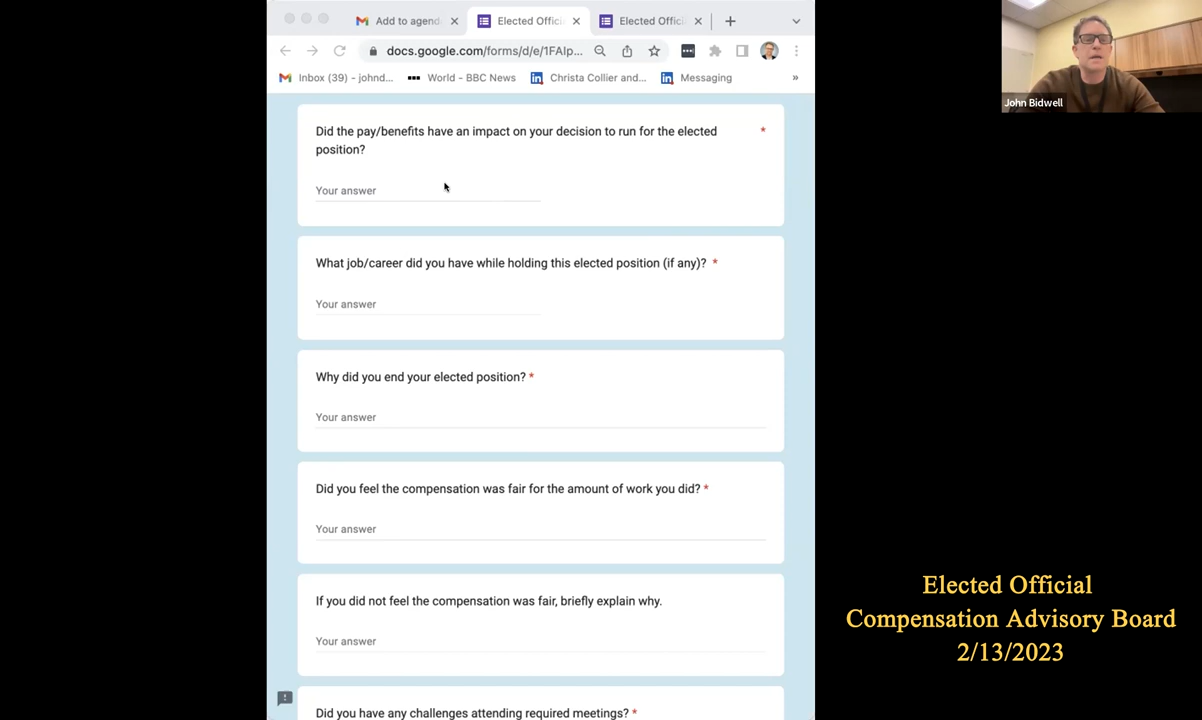 Add to agend
Elected Offici
Elected Offici
docs.google.com/forms/d/e/1FAIp...
Inbox (39) - johnd...
World - BBC News
Christa Collier and...
Messaging
»
John Bidwell
Did the pay/benefits have an impact on your decision to run for the elected *
position?
Your answer
What job/career did you have while holding this elected position (if any)? *
Your answer
Why did you end your elected position? *
Your answer
Did you feel the compensation was fair for the amount of work you did? *
Your answer
If you did not feel the compensation was fair, briefly explain why.
Your answer
Did you have any challenges attending required meetings? *
Elected Official
Compensation Advisory Board
2/13/2023